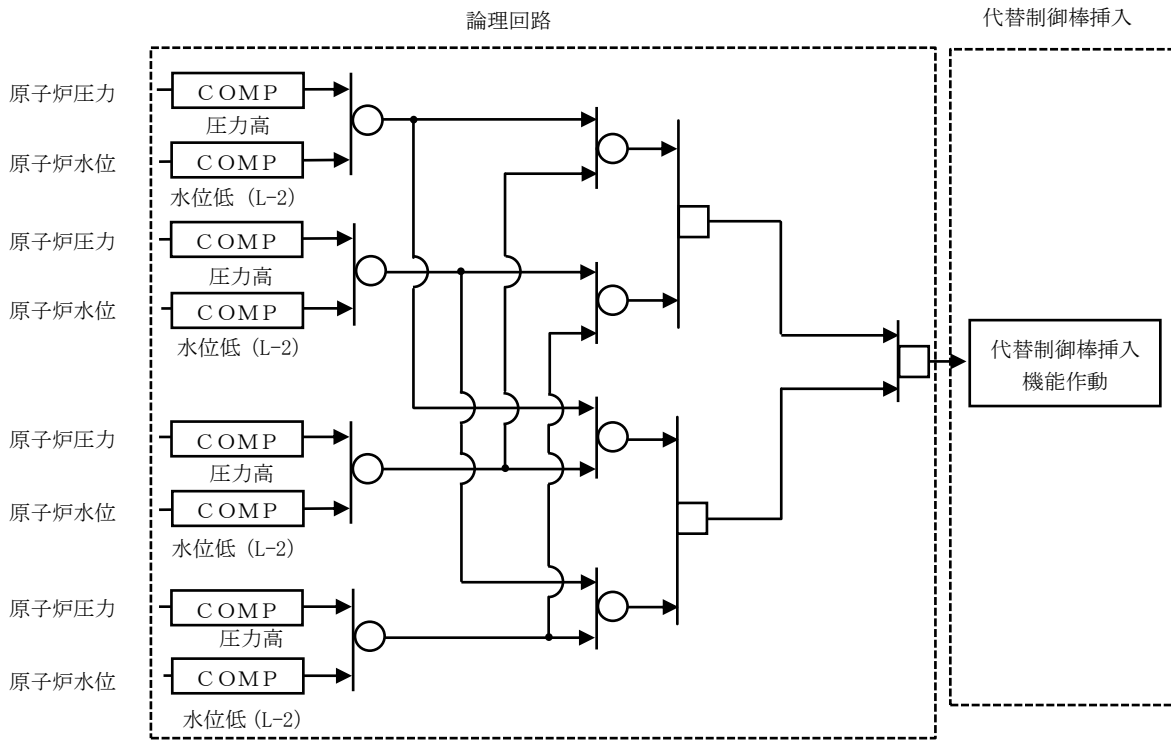 論理回路
代替制御棒挿入
原子炉圧力
COMP
圧力高
原子炉水位
COMP
水位低 (L-2)
原子炉圧力
COMP
圧力高
原子炉水位
COMP
水位低 (L-2)
原子炉圧力
COMP
圧力高
原子炉水位
COMP
水位低 (L-2)
原子炉圧力
COMP
圧力高
原子炉水位
COMP
水位低 (L-2)
代替制御棒挿入
機能作動